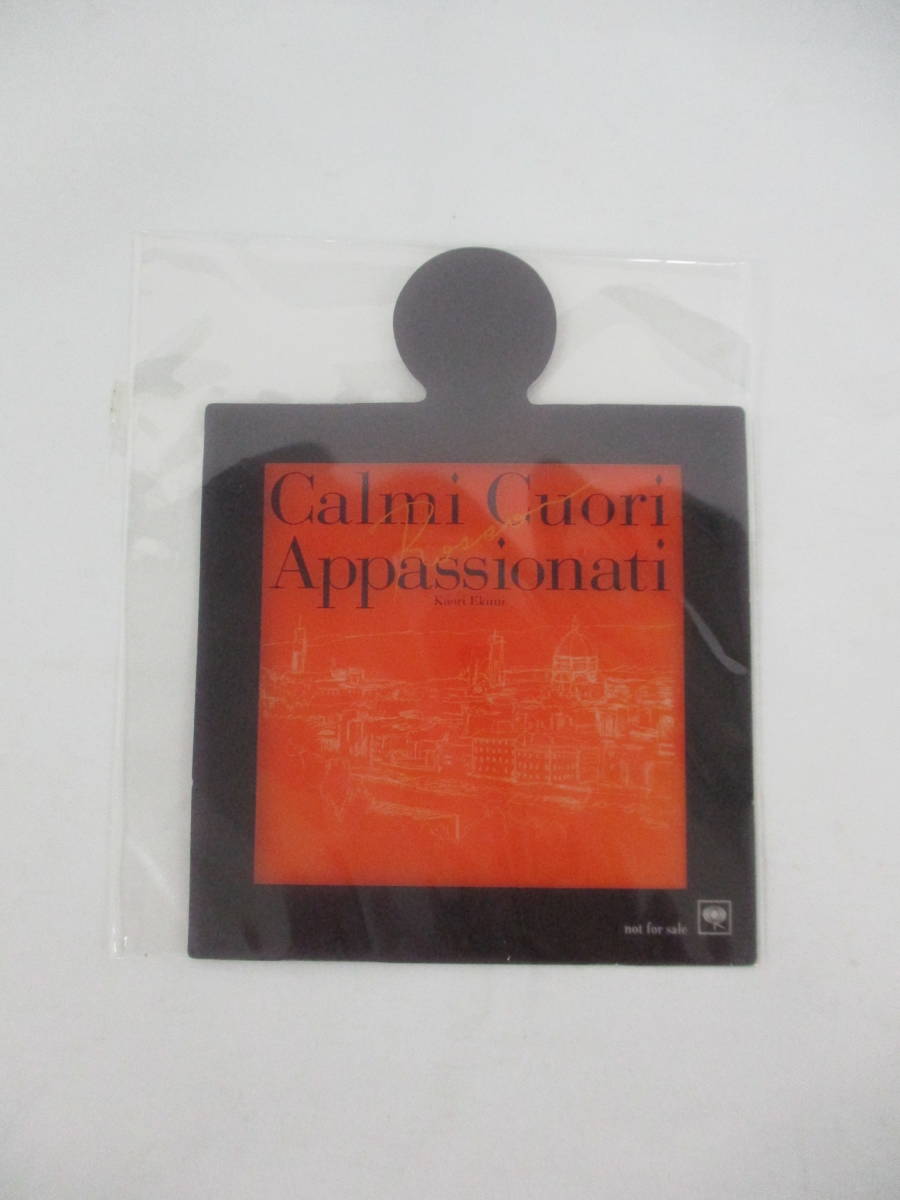 Calmi Cuori
Rosso
Appassionati
Kaori Ekuni
not for sale